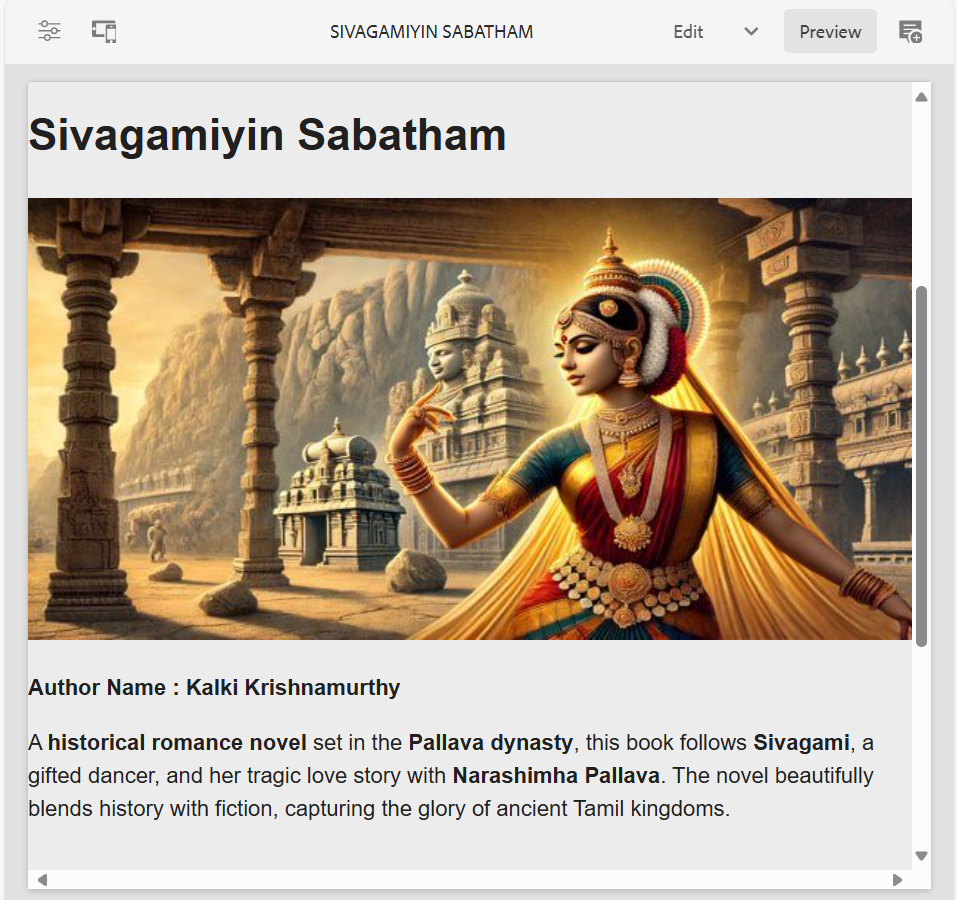 SIVAGAMIYIN SABATHAM
Edit
Preview
Sivagamiyin Sabatham
Author Name : Kalki Krishnamurthy
A historical romance novel set in the Pallava dynasty, this book follows Sivagami, a
gifted dancer, and her tragic love story with Narashimha Pallava. The novel beautifully
blends history with fiction, capturing the glory of ancient Tamil kingdoms.